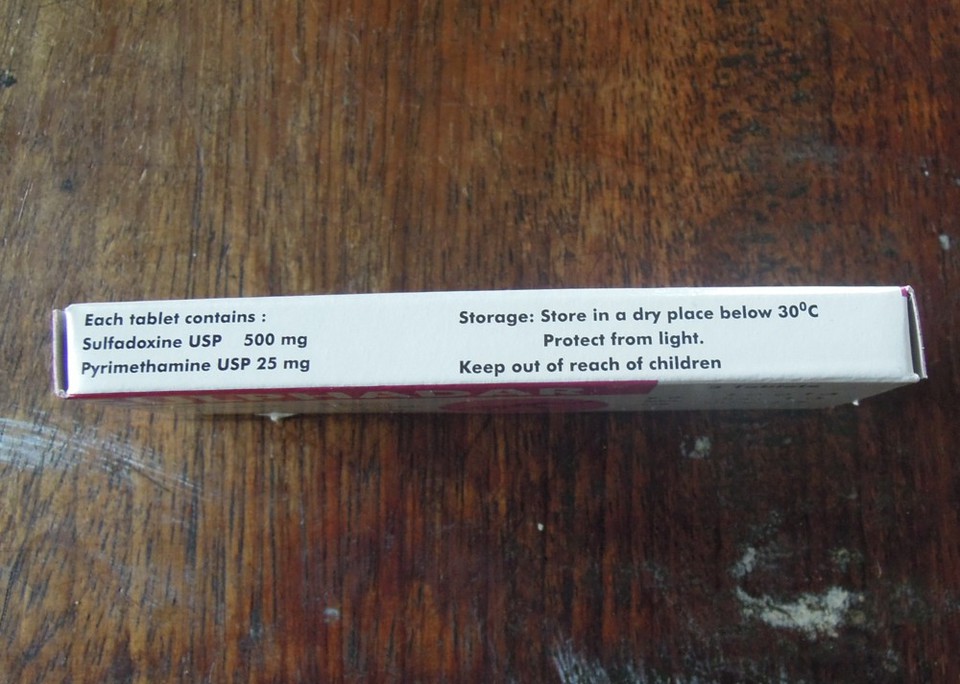 Each tablet contains :
Sulfadoxine USP 500 mg
Pyrimethamine USP 25 mg
Storage: Store in a dry place below 30⁰C
Protect from light.
Keep out of reach of children